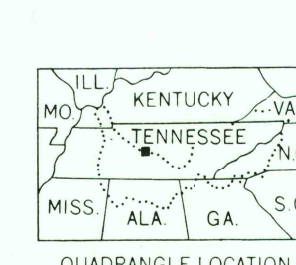 ILL.
KENTUCKY
MO.
VA
TENNESSEE
N.
MISS.
ALA.
GA.
S.
QUADRANGLE LOCATION